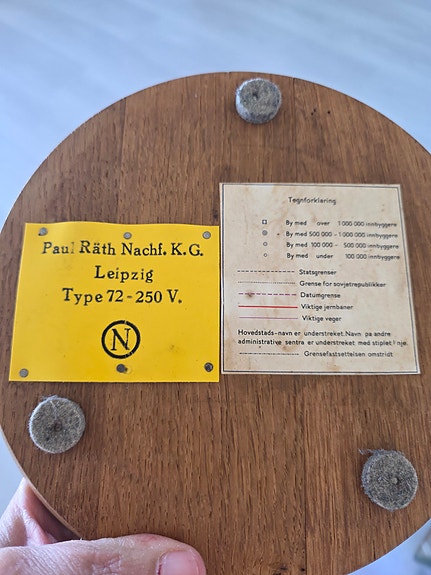 Paul Räth Nachf. K.G.
Leipzig
Type 72-250 V.
N
Tegnforklaring
By med over 1 000 000 innbyggere
By med 500 000 - 1 000 000 innbyggere
By med 100 000 - 500 000 innbyggere
By med under 100 000 innbyggere
Statsgrenser
Grense for sovjetrepublikker
Datumgrense
Viktige jernbaner
Viktige veger
Hovedstads-navn er understreket. Navn pa andre
administrative sentra er understreket med stiplet linje.
Grensefastsettelsen omstridt